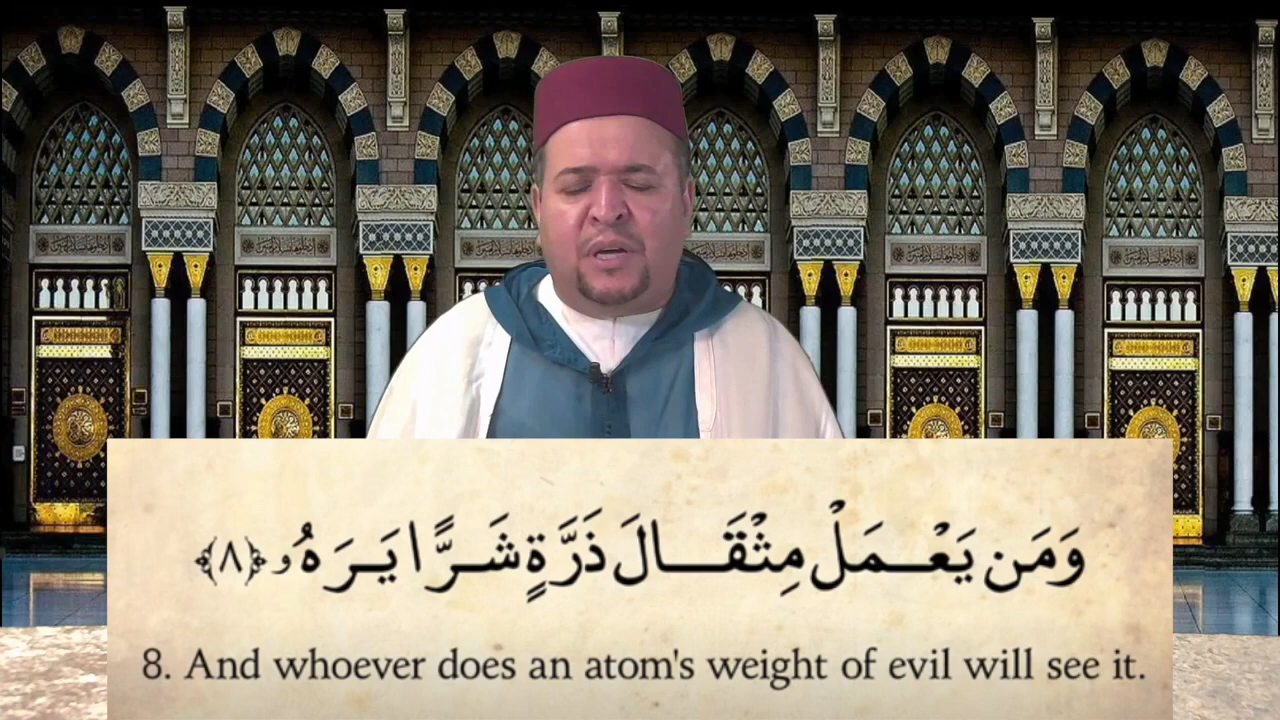 وَمَن يَعْمَلْ مِثْقَالَ ذَرَّةٍ شَرًّا يَرَهُۥ ﴿٨﴾
8. And whoever does an atom's weight of evil will see it.